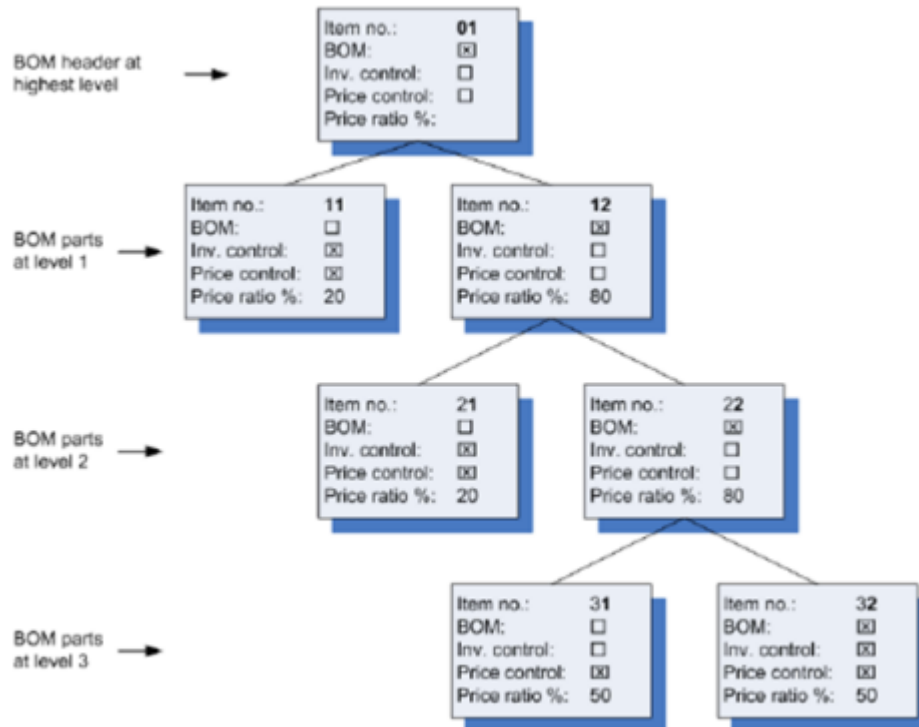 BOM header at
highest level
Item no.: 01
BOM: ☒
Inv. control: ☐
Price control: ☐
Price ratio %:
BOM parts
at level 1
Item no.: 11
BOM: ☐
Inv. control: ☒
Price control: ☒
Price ratio %: 20
Item no.: 12
BOM: ☒
Inv. control: ☐
Price control: ☐
Price ratio %: 80
BOM parts
at level 2
Item no.: 21
BOM: ☐
Inv. control: ☒
Price control: ☒
Price ratio %: 20
Item no.: 22
BOM: ☒
Inv. control: ☐
Price control: ☐
Price ratio %: 80
BOM parts
at level 3
Item no.: 31
BOM: ☐
Inv. control: ☐
Price control: ☒
Price ratio %: 50
Item no.: 32
BOM: ☒
Inv. control: ☒
Price control: ☒
Price ratio %: 50